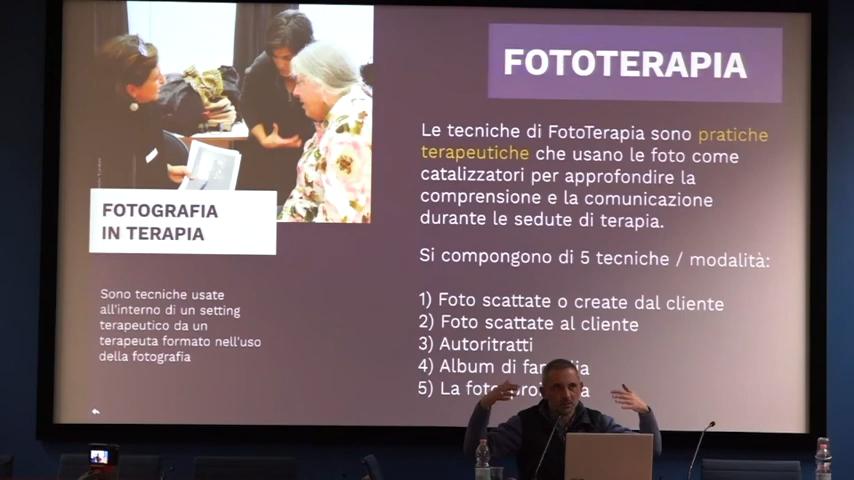 FOTOTERAPIA
Le tecniche di FotoTerapia sono pratiche
terapeutiche che usano le foto come
catalizzatori per approfondire la
comprensione e la comunicazione
durante le sedute di terapia.
Si compongono di 5 tecniche / modalità:
1) Foto scattate o create dal cliente
2) Foto scattate al cliente
3) Autoritratti
4) Album di
5) La
FOTOGRAFIA
IN TERAPIA
Sono tecniche usate
all'interno di un setting
terapeutico da un
terapeuta formato nell'uso
della fotografia